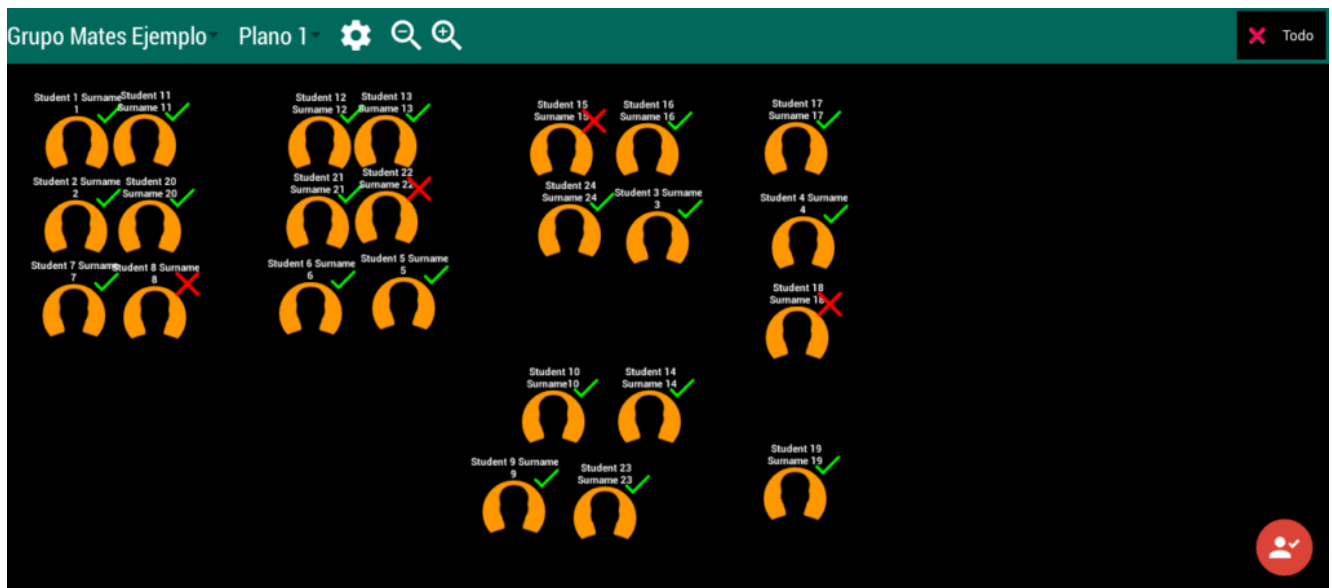 Grupo Mates Ejemplo
Plano 1
Todo
Student 1 Surname
1
Student 11
Surname 11
Student 12
Surname 12
Student 13
Surname 13
Student 15
Surname 15
Student 16
Surname 16
Student 17
Surname 17
Student 2 Surname
2
Student 20
Surname 20
Student 21
Surname 21
Student 22
Surname 22
Student 24
Surname 24
Student 3 Surname
3
Student 4 Surname
4
Student 7 Surname
7
Student 8 Surname
8
Student 6 Surname
6
Student 5 Surname
5
Student 18
Surname 18
Student 10
Surname10
Student 14
Surname 14
Student 9 Surname
9
Student 23
Surname 23
Student 19
Surname 19